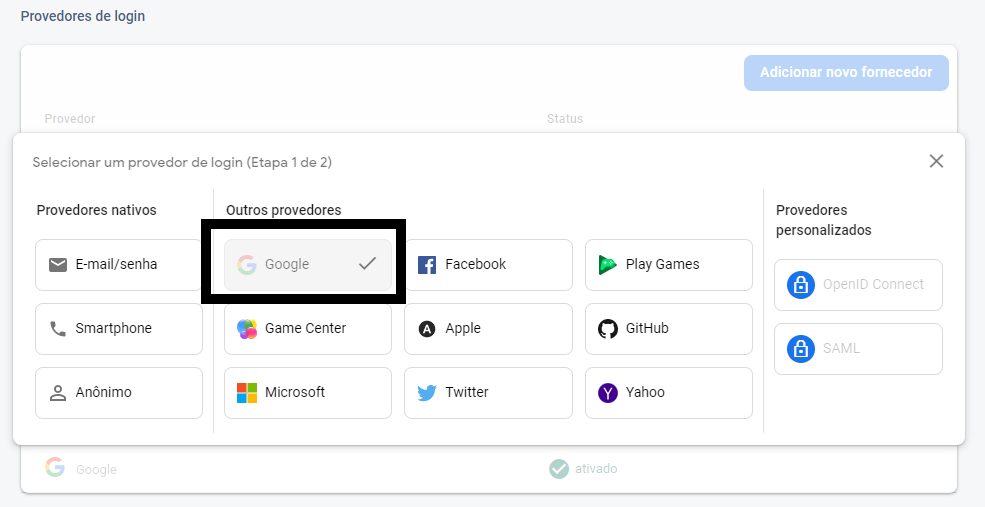 Provedores de login
Adicionar novo fornecedor
Provedor
Status
Selecionar um provedor de login (Etapa 1 de 2)
Provedores nativos
Outros provedores
Provedores
personalizados
E-mail/senha
Google
Facebook
Play Games
OpenID Connect
Smartphone
Game Center
Apple
GitHub
SAML
Anônimo
Microsoft
Twitter
Yahoo
Google
ativado